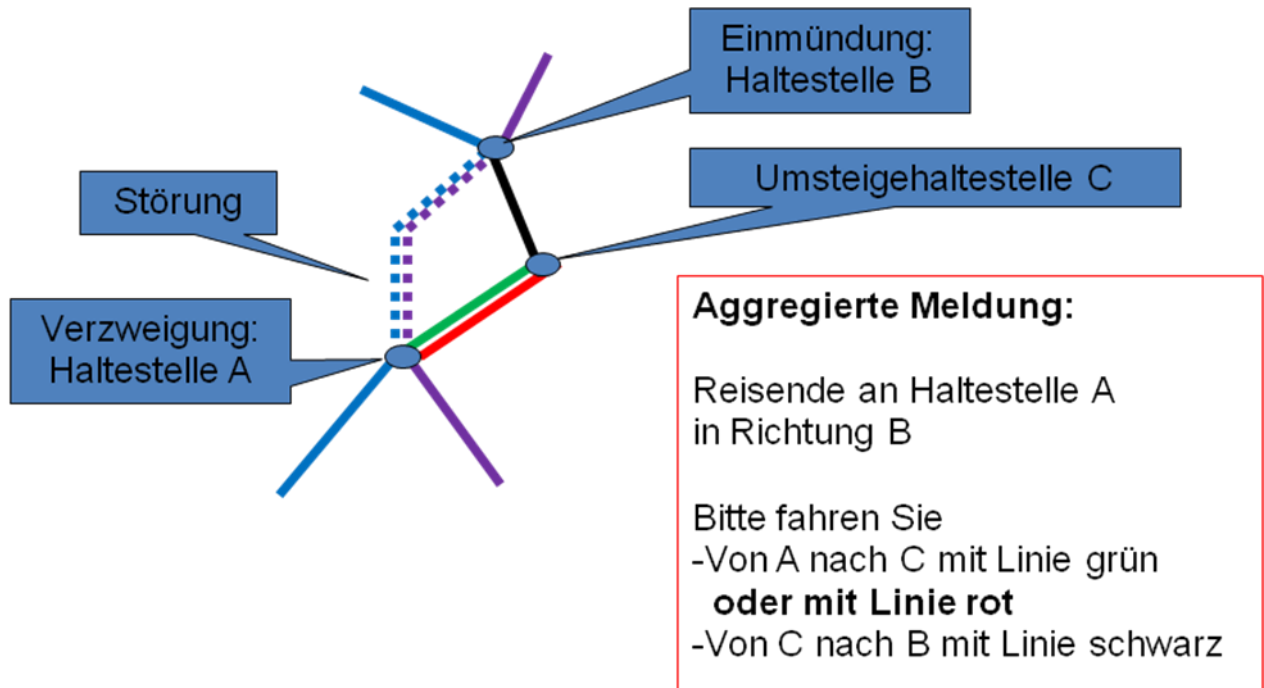 Einmündung:
Haltestelle B
Umsteigehaltestelle C
Störung
Verzweigung:
Haltestelle A
Aggregierte Meldung:
Reisende an Haltestelle A
in Richtung B
Bitte fahren Sie
-Von A nach C mit Linie grün
oder mit Linie rot
-Von C nach B mit Linie schwarz